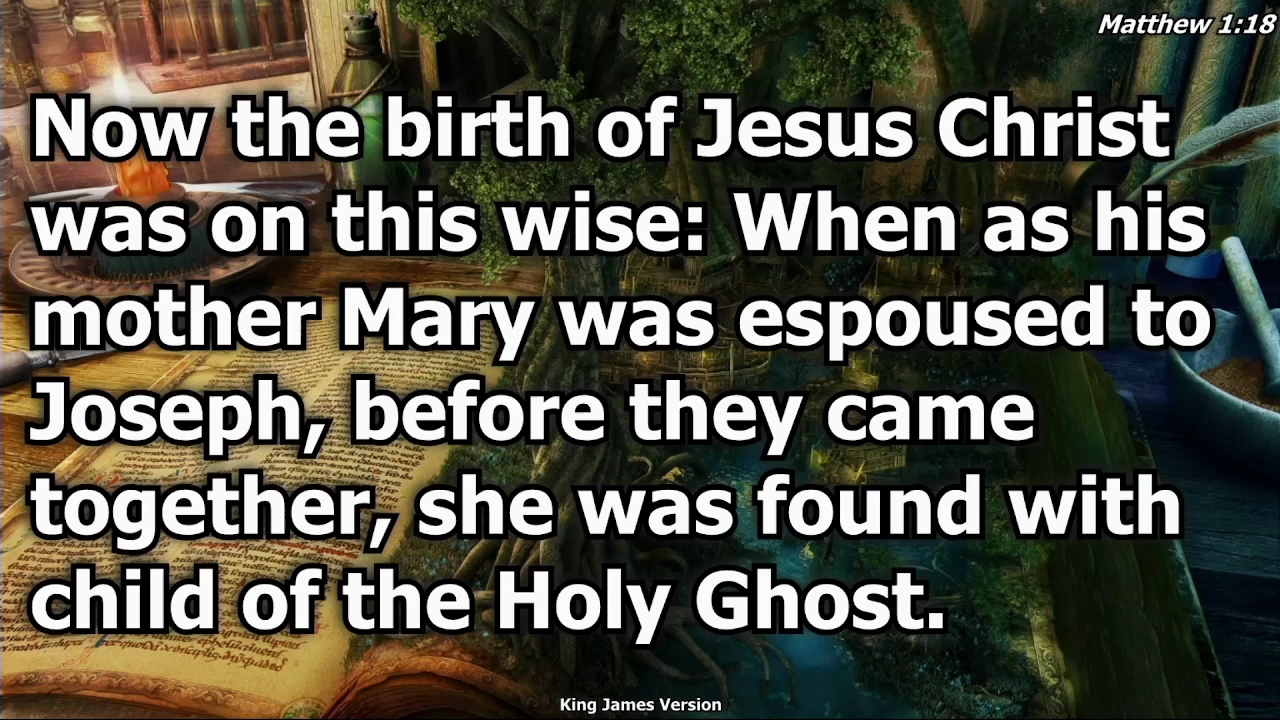 Matthew 1:18
Now the birth of Jesus Christ
was on this wise: When as his
mother Mary was espoused to
Joseph, before they came
together, she was found with
child of the Holy Ghost.
King James Version